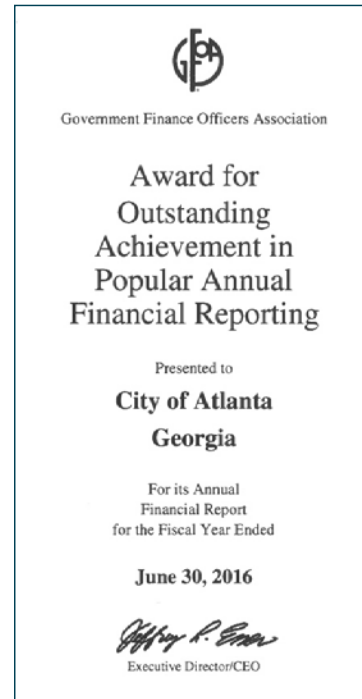 GFOA
Government Finance Officers Association
Award for
Outstanding
Achievement in
Popular Annual
Financial Reporting
Presented to
City of Atlanta
Georgia
For its Annual
Financial Report
for the Fiscal Year Ended
June 30, 2016
Executive Director/CEO